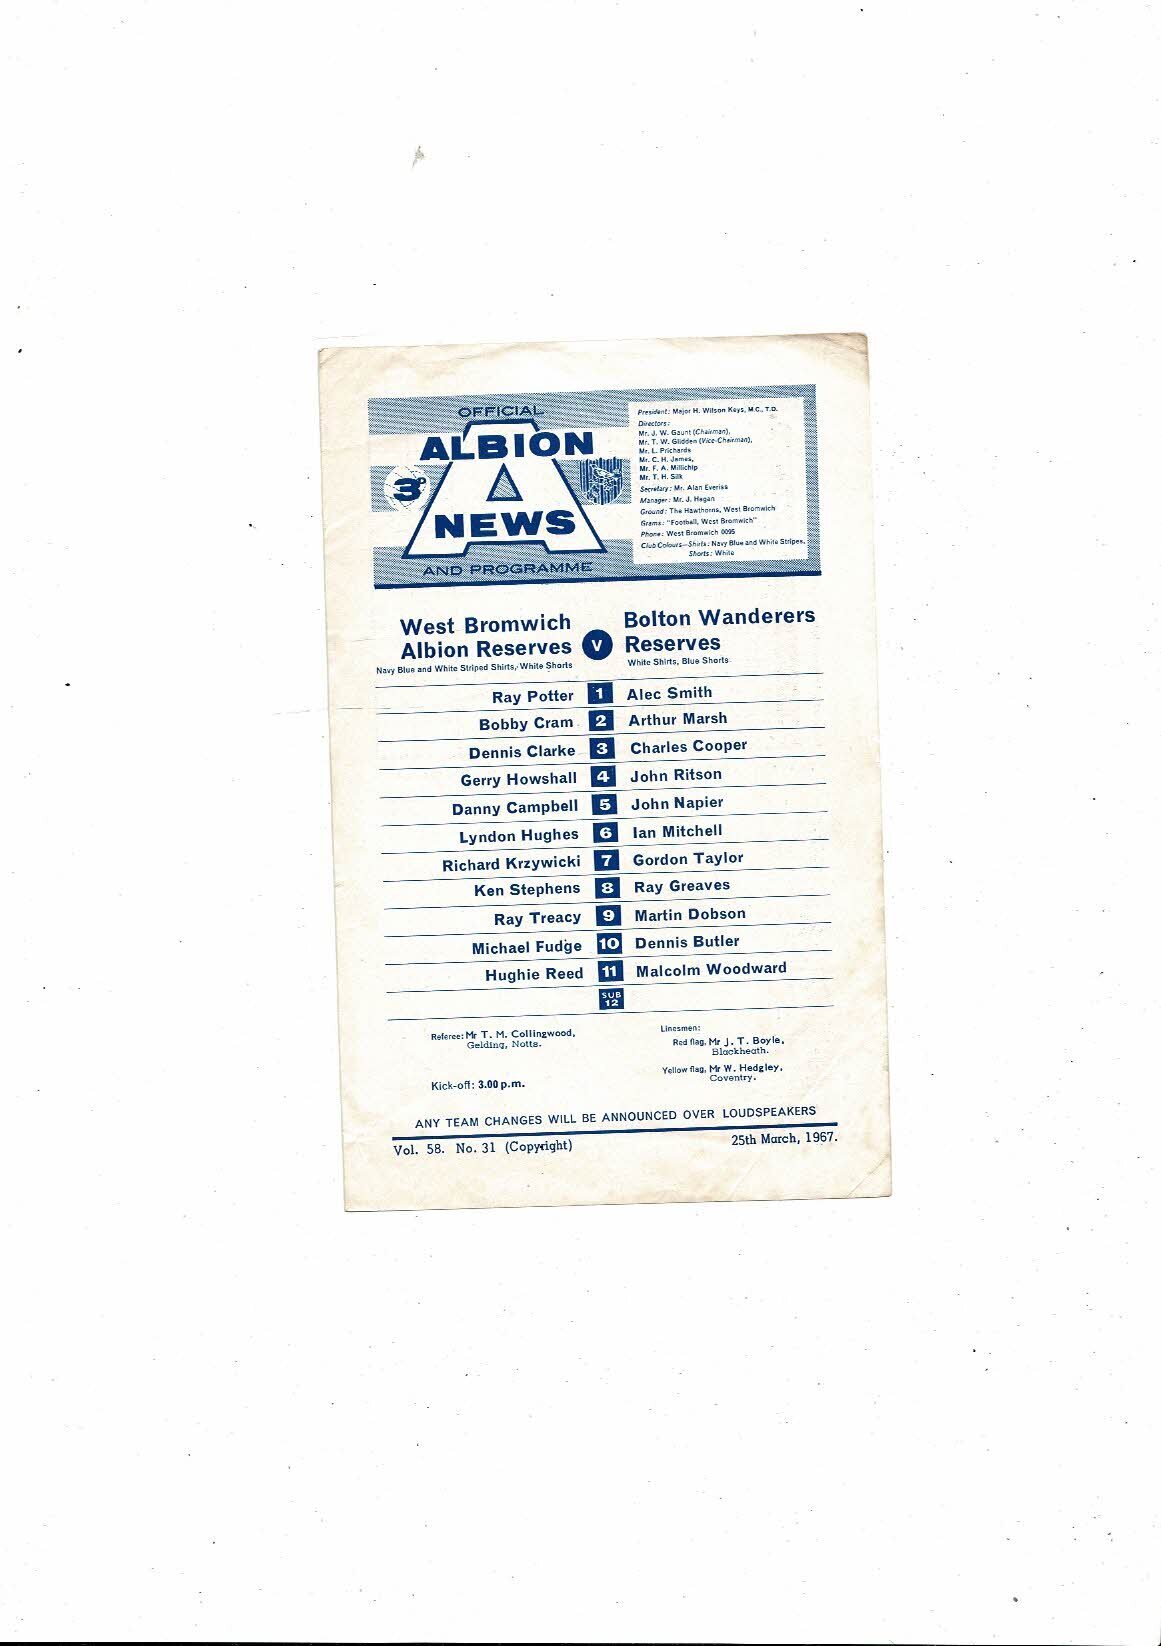 OFFICIAL
ALBION
3D
A
NEWS
AND PROGRAMME
President: Major H. Wilson Keys, M.C., T.D.
Directors:
Mr. J. W. Gaunt (Chairman),
Mr. T. W. Glidden (Vice-Chairman),
Mr. L. Prichards
Mr. C. H. James,
Mr. F. A. Millichip
Mr. T. H. Silk
Secretary: Mr. Alan Everiss
Manager: Mr. J. Hagan
Ground: The Hawthorns, West Bromwich
Grams: "Football, West Bromwich"
Phone: West Bromwich 0095
Club Colours—Shirts: Navy Blue and White Stripes.
Shorts: White
West Bromwich
Albion Reserves
Navy Blue and White Striped Shirts, White Shorts
v
Bolton Wanderers
Reserves
White Shirts, Blue Shorts
Ray Potter 1 Alec Smith
Bobby Cram 2 Arthur Marsh
Dennis Clarke 3 Charles Cooper
Gerry Howshall 4 John Ritson
Danny Campbell 5 John Napier
Lyndon Hughes 6 Ian Mitchell
Richard Krzywicki 7 Gordon Taylor
Ken Stephens 8 Ray Greaves
Ray Treacy 9 Martin Dobson
Michael Fudge 10 Dennis Butler
Hughie Reed 11 Malcolm Woodward
SUB
12
Referee: Mr T. M. Collingwood,
Gelding, Notts.
Kick-off: 3.00 p.m.
Linesmen:
Red flag, Mr J. T. Boyle,
Blackheath.
Yellow flag, Mr W. Hedgley,
Coventry.
ANY TEAM CHANGES WILL BE ANNOUNCED OVER LOUDSPEAKERS
Vol. 58. No. 31 (Copyright) 25th March, 1967.